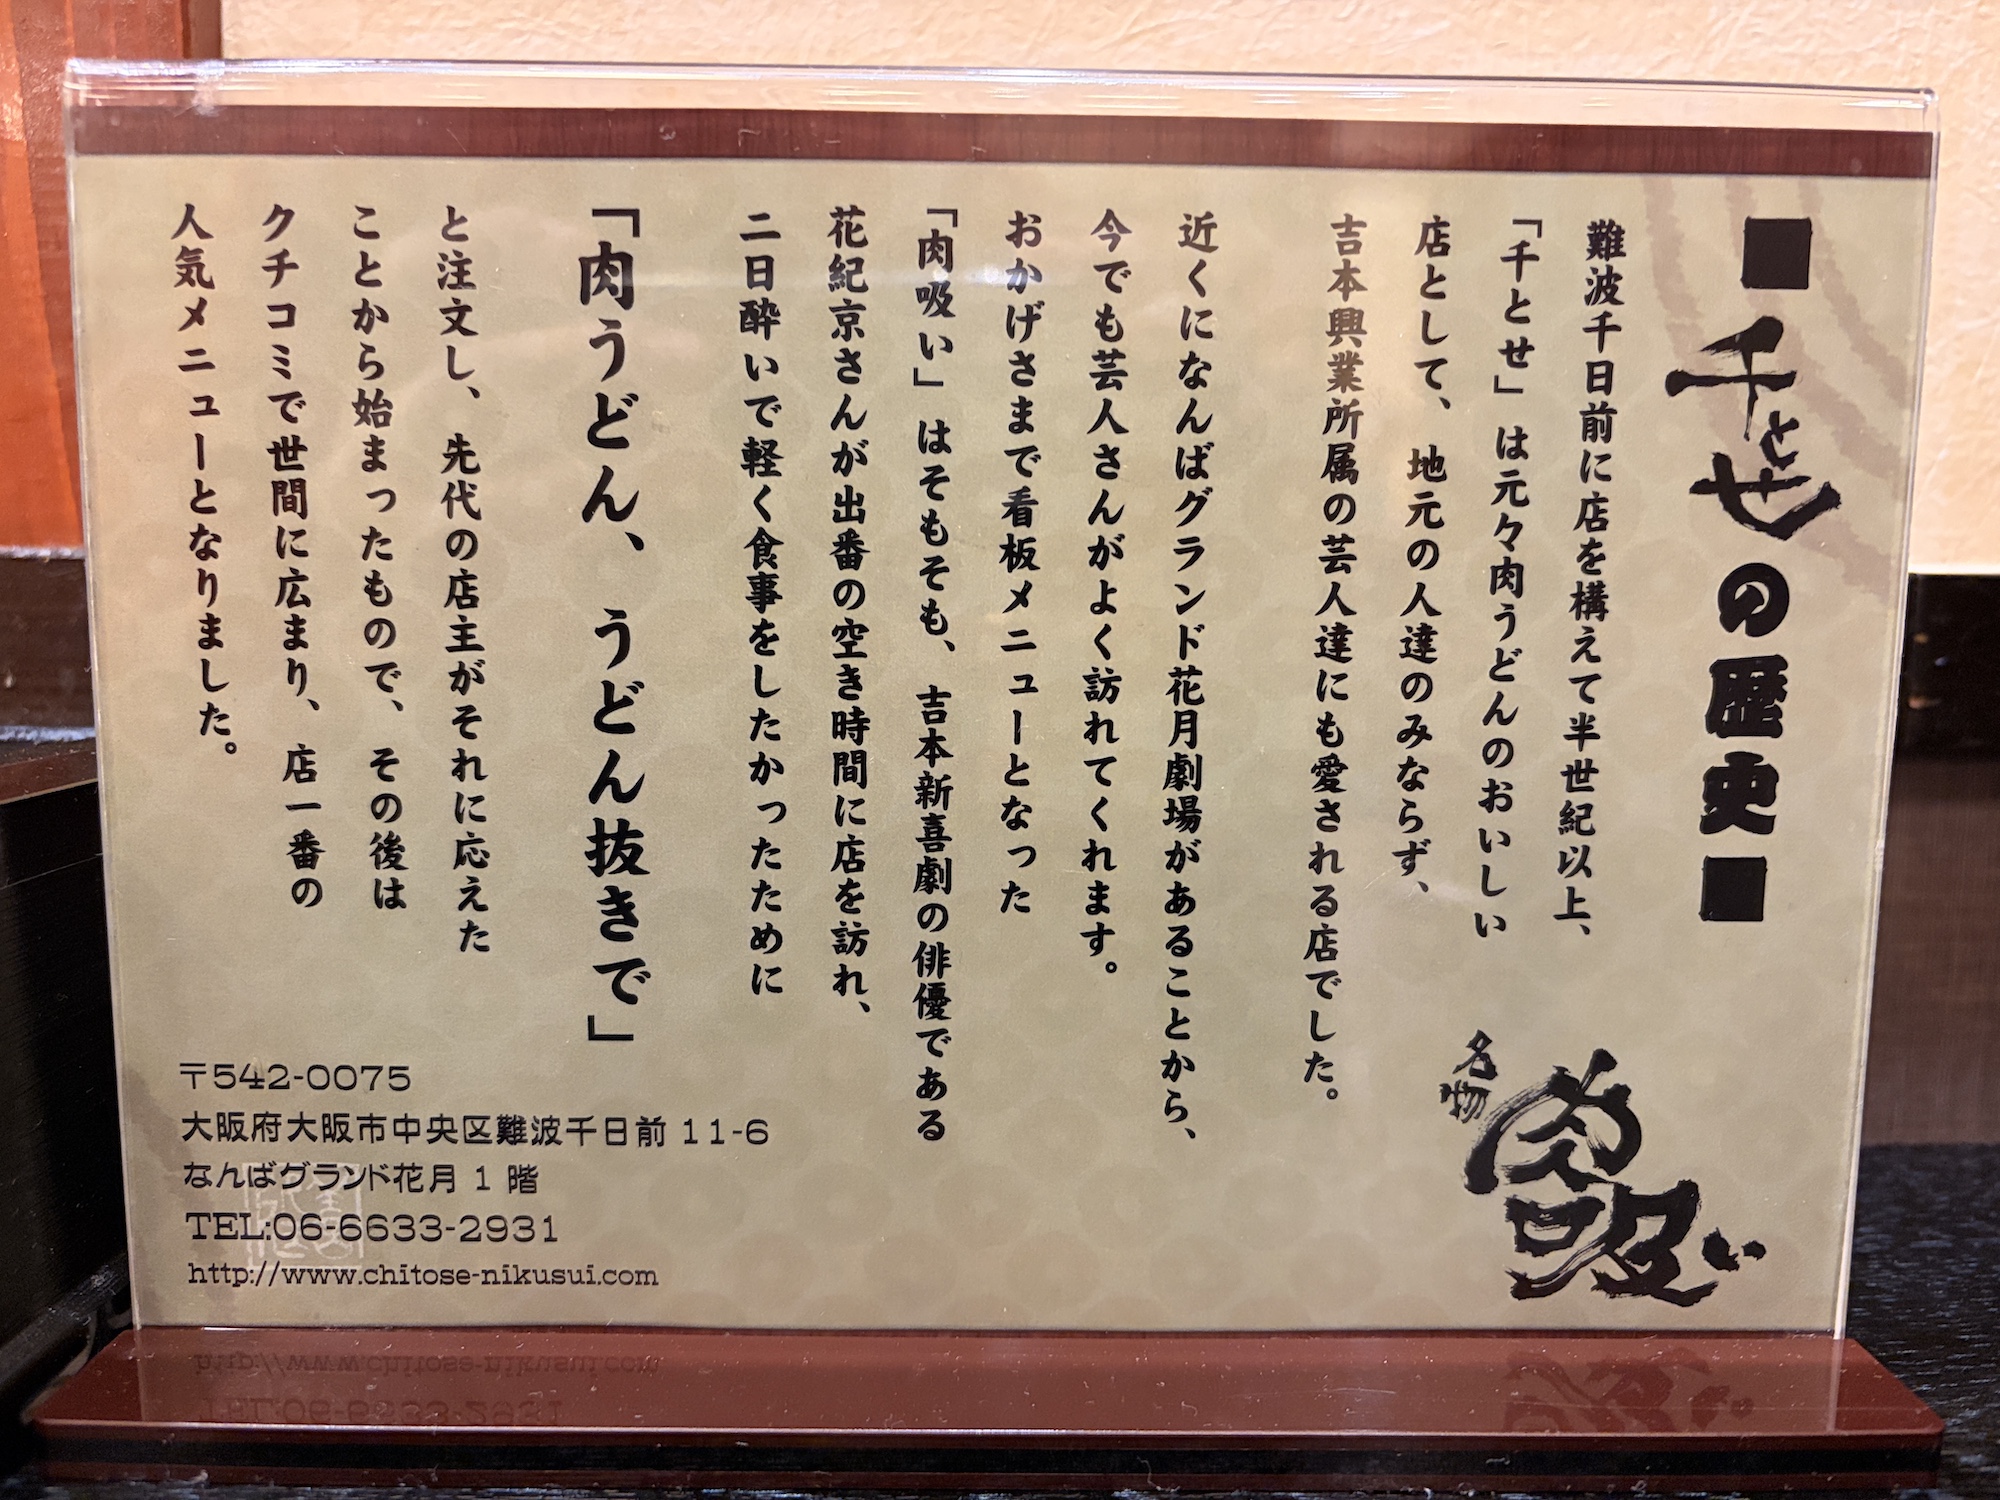 ■千とせの歴史■
難波千日前に店を構えて半世紀以上、
「千とせ」は元々肉うどんのおいしい
店として、地元の人達のみならず、
吉本興業所属の芸人達にも愛される店でした。
近くになんばグランド花月劇場があることから、
今でも芸人さんがよく訪れてくれます。
おかげさまで看板メニューとなった
「肉吸い」はそもそも、吉本新喜劇の俳優である
花紀京さんが出番の空き時間に店を訪れ、
二日酔いで軽く食事をしたかったために
「肉うどん、うどん抜きで」
と注文し、先代の店主がそれに応えた
ことから始まったもので、その後は
クチコミで世間に広まり、店一番の
人気メニューとなりました。
名物
肉吸い
〒542-0075
大阪府大阪市中央区難波千日前 11-6
なんばグランド花月 1 階
TEL:06-6633-2931
http://www.chitose-nikusui.com